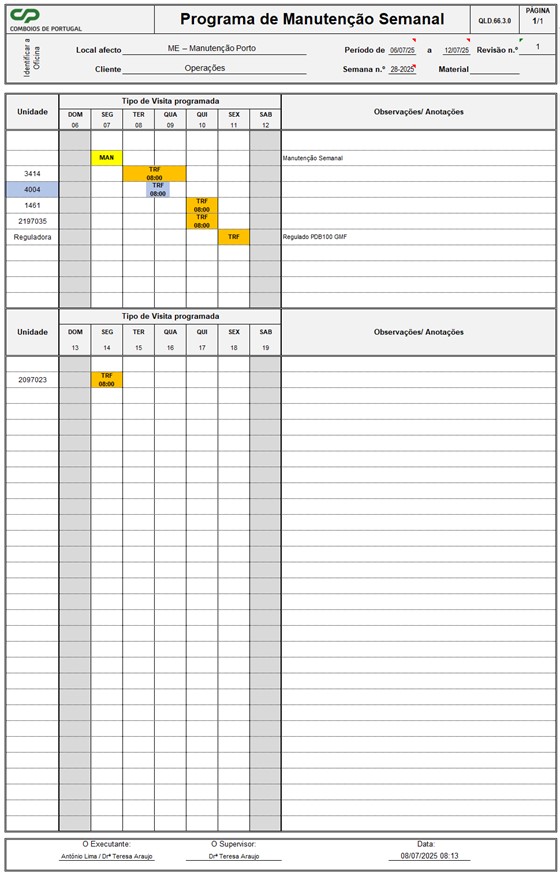 CP
COMBOIOS DE PORTUGAL
Programa de Manutenção Semanal
QLD.66.3.0
PÁGINA
1/1
Identificar a
Oficina
Local afecto ME – Manutenção Porto
Periodo de 06/07/25 a 12/07/25 Revisão n.º 1
Cliente Operações
Semana n.º 28-2025 Material
Unidade
Tipo de Visita programada
Observações/ Anotações
DOM SEG TER QUA QUI SEX SAB
06 07 08 09 10 11 12
MAN Manutenção Semanal
3414 TRF
08:00
4004 TRF
08:00
1461 TRF
08:00
2197035 TRF
08:00
Reguladora TRF Regulado PDB100 GMF
Unidade
Tipo de Visita programada
Observações/ Anotações
DOM SEG TER QUA QUI SEX SAB
13 14 15 16 17 18 19
2097023 TRF
08:00
O Executante: O Supervisor: Data:
António Lima / Drª Teresa Araujo Drª Teresa Araujo 08/07/2025 08:13